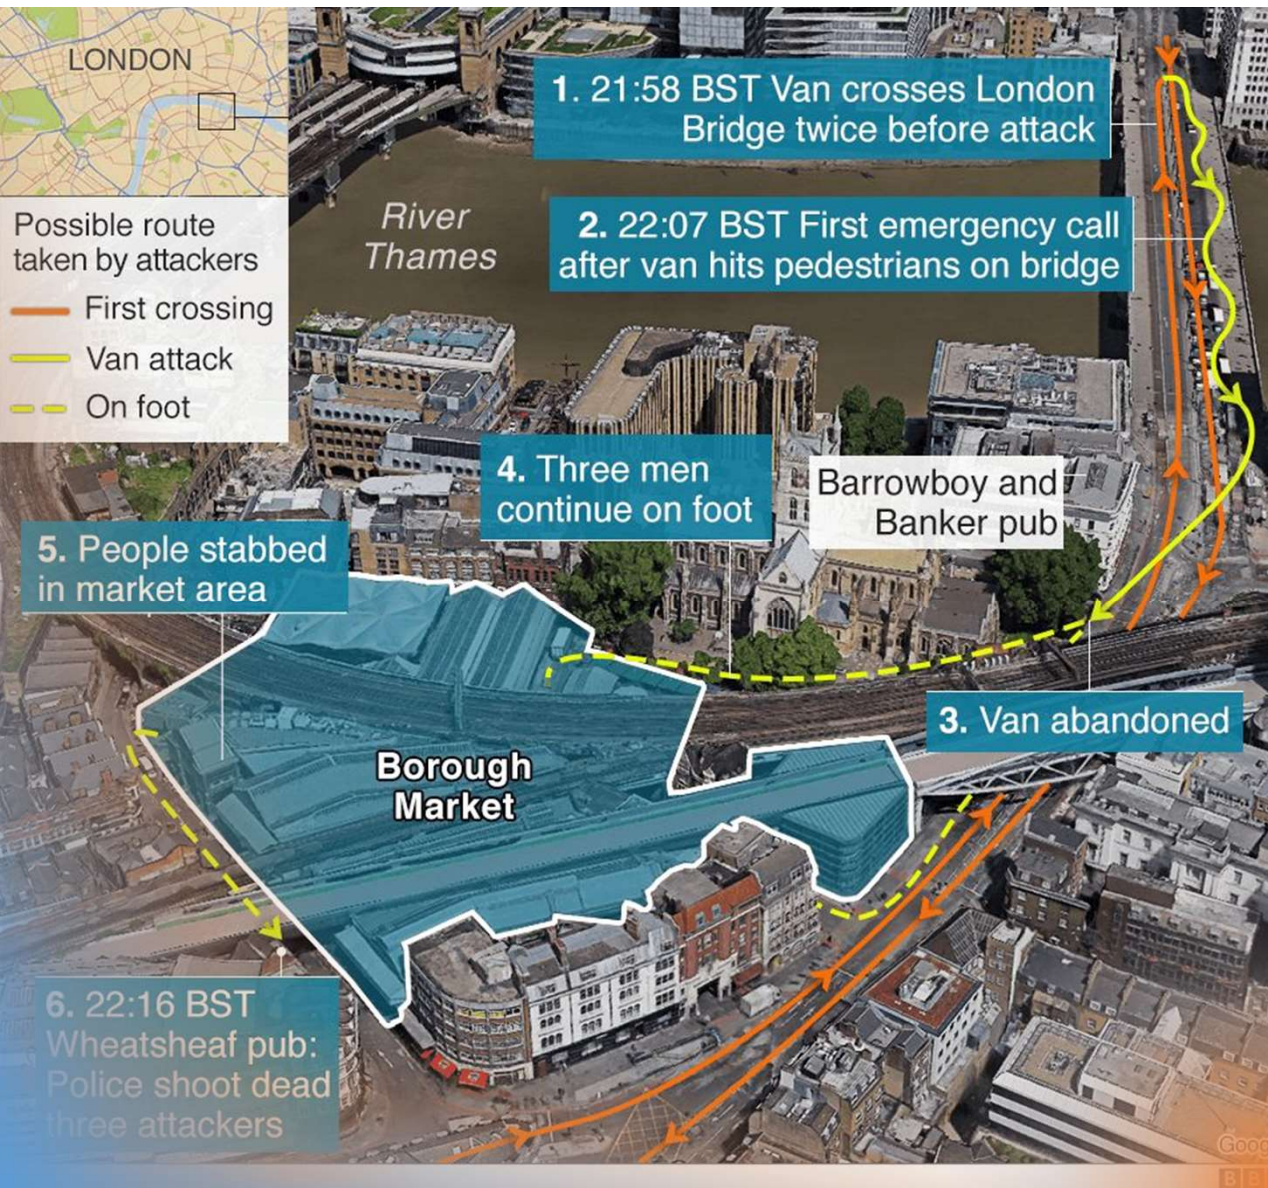 LONDON
1. 21:58 BST Van crosses London
Bridge twice before attack
2. 22:07 BST First emergency call
after van hits pedestrians on bridge
River
Thames
Possible route
taken by attackers
First crossing
Van attack
On foot
4. Three men
continue on foot
Barrowboy and
Banker pub
5. People stabbed
in market area
3. Van abandoned
Borough
Market
6. 22:16 BST
Wheatsheaf pub:
Police shoot dead
three attackers